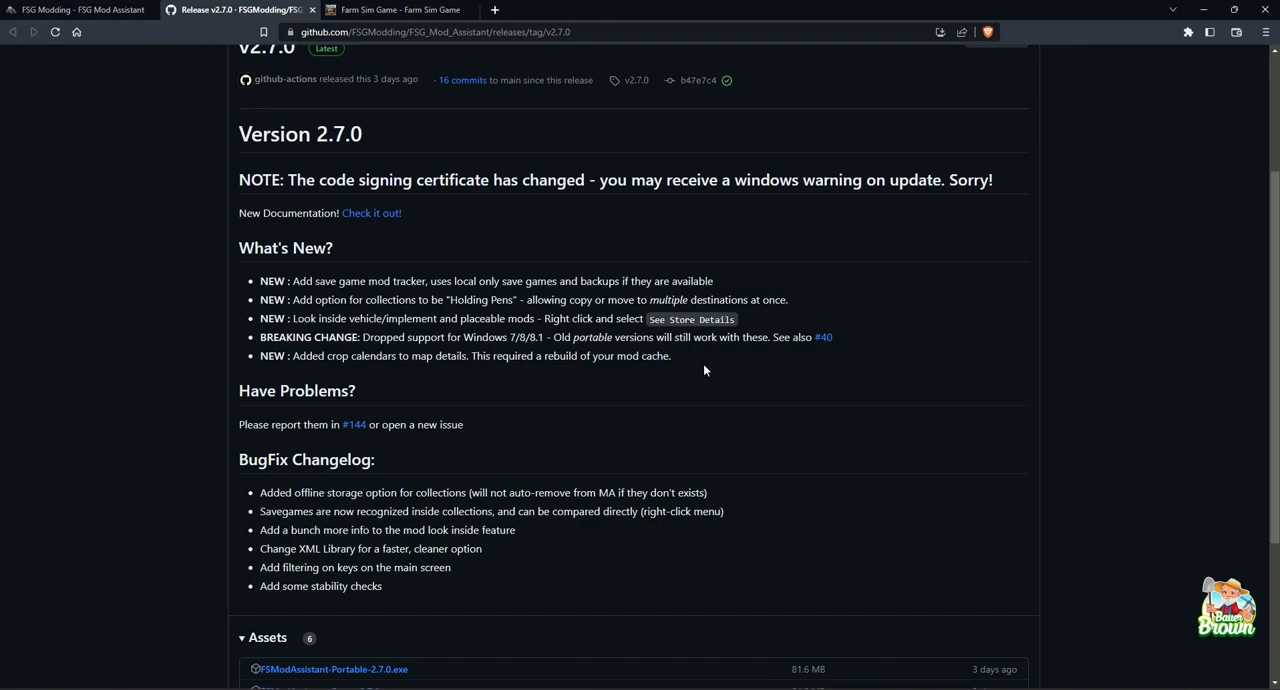 FSG Modding - FSG Mod Assistant
Release v2.7.0 · FSGModding/FSG
Farm Sim Game - Farm Sim Game
github.com/FSGModding/FSG_Mod_Assistant/releases/tag/v2.7.0
v2.7.0 Latest
github-actions released this 3 days ago · 16 commits to main since this release v2.7.0 b47e7c4
Version 2.7.0
NOTE: The code signing certificate has changed - you may receive a windows warning on update. Sorry!
New Documentation! Check it out!
What's New?
• NEW : Add save game mod tracker, uses local only save games and backups if they are available
• NEW : Add option for collections to be "Holding Pens" - allowing copy or move to multiple destinations at once.
• NEW : Look inside vehicle/implement and placeable mods - Right click and select See Store Details
• BREAKING CHANGE: Dropped support for Windows 7/8/8.1 - Old portable versions will still work with these. See also #40
• NEW : Added crop calendars to map details. This required a rebuild of your mod cache.
Have Problems?
Please report them in #144 or open a new issue
BugFix Changelog:
• Added offline storage option for collections (will not auto-remove from MA if they don't exists)
• Savegames are now recognized inside collections, and can be compared directly (right-click menu)
• Add a bunch more info to the mod look inside feature
• Change XML Library for a faster, cleaner option
• Add filtering on keys on the main screen
• Add some stability checks
Bauer
Brown
Assets 6
FSModAssistant-Portable-2.7.0.exe 81.6 MB 3 days ago